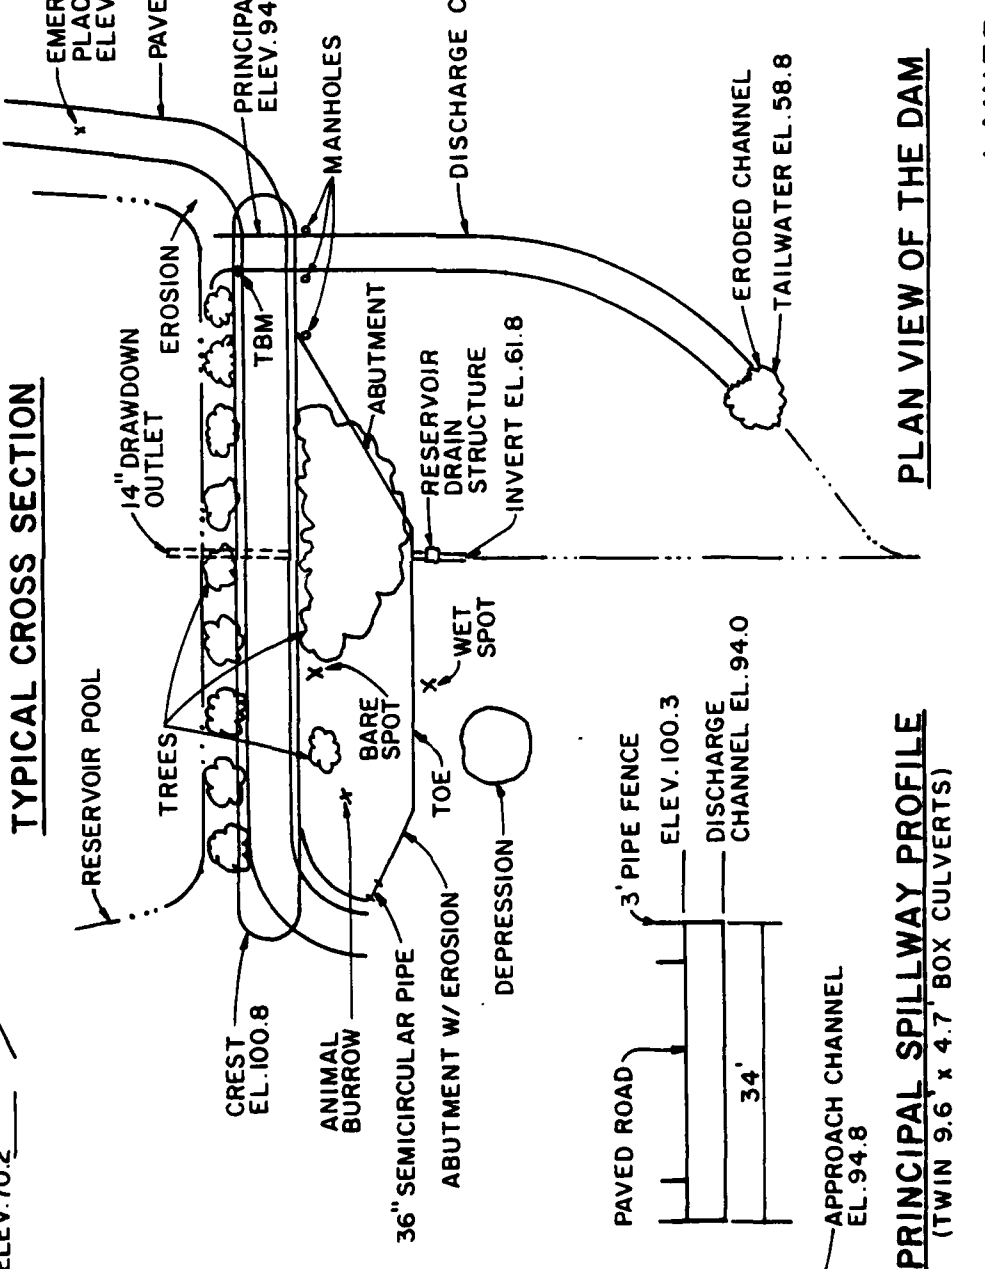 TYPICAL CROSS SECTION
EMER
PLAC
ELEV
PAVE
PRINCIPA
ELEV. 94
MANHOLES
DISCHARGE C
EROSION
TBM
14" DRAWDOWN
OUTLET
ABUTMENT
RESERVOIR
DRAIN
STRUCTURE
INVERT EL. 61.8
ERODED CHANNEL
TAILWATER EL. 58.8
PLAN VIEW OF THE DAM
RESERVOIR POOL
TREES
BARE
SPOT
WET
SPOT
TOE
DEPRESSION
CREST
EL. 100.8
ANIMAL
BURROW
36" SEMICIRCULAR PIPE
ABUTMENT W/ EROSION
ELEV. 70.2
3' PIPE FENCE
ELEV. 100.3
DISCHARGE
CHANNEL EL. 94.0
PAVED ROAD
34'
APPROACH CHANNEL
EL. 94.8
PRINCIPAL SPILLWAY PROFILE
(TWIN 9.6' x 4.7' BOX CULVERTS)